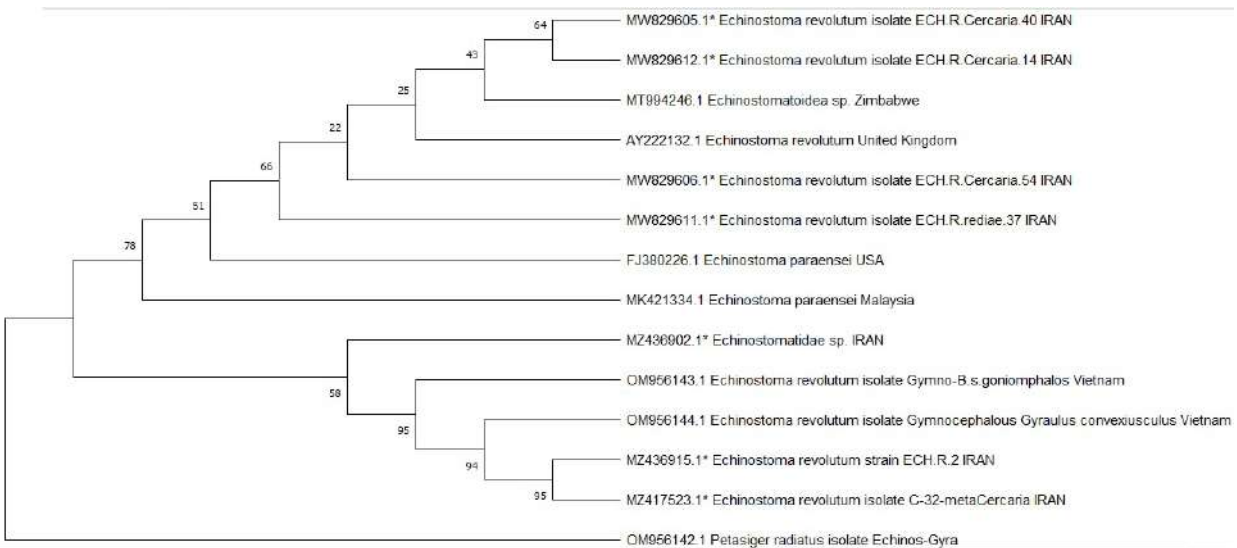 64
MW829605.1* Echinostoma revolutum isolate ECH.R.Cercaria.40 IRAN
43
MW829612.1* Echinostoma revolutum isolate ECH.R.Cercaria.14 IRAN
25
MT994246.1 Echinostomatoidea sp. Zimbabwe
22
AY222132.1 Echinostoma revolutum United Kingdom
66
MW829606.1* Echinostoma revolutum isolate ECH.R.Cercaria.54 IRAN
51
MW829611.1* Echinostoma revolutum isolate ECH.R.rediae.37 IRAN
78
FJ380226.1 Echinostoma paraensei USA
MK421334.1 Echinostoma paraensei Malaysia
MZ436902.1* Echinostomatidae sp. IRAN
58
OM956143.1 Echinostoma revolutum isolate Gymno-B.s.goniomphalos Vietnam
95
OM956144.1 Echinostoma revolutum isolate Gymnocephalous Gyraulus convexiusculus Vietnam
94
MZ436915.1* Echinostoma revolutum strain ECH.R.2 IRAN
95
MZ417523.1* Echinostoma revolutum isolate C-32-metaCercaria IRAN
OM956142.1 Petasiger radiatus isolate Echinos-Gyra